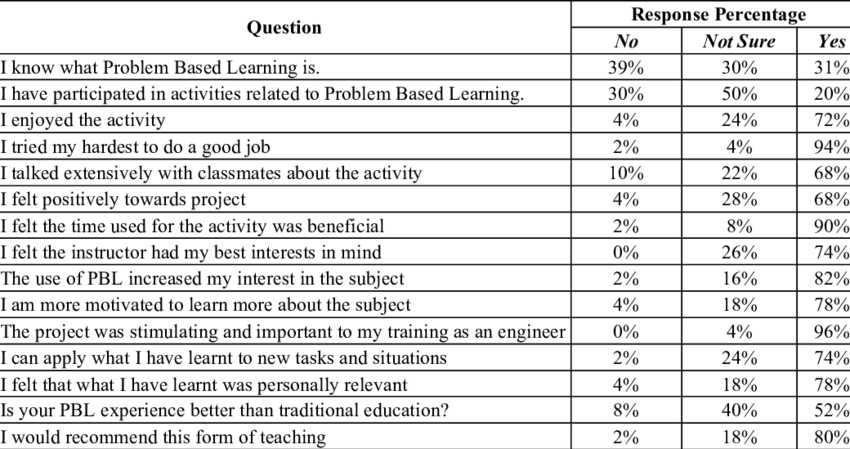 Question Response Percentage
No Not Sure Yes
I know what Problem Based Learning is. 39% 30% 31%
I have participated in activities related to Problem Based Learning. 30% 50% 20%
I enjoyed the activity 4% 24% 72%
I tried my hardest to do a good job 2% 4% 94%
I talked extensively with classmates about the activity 10% 22% 68%
I felt positively towards project 4% 28% 68%
I felt the time used for the activity was beneficial 2% 8% 90%
I felt the instructor had my best interests in mind 0% 26% 74%
The use of PBL increased my interest in the subject 2% 16% 82%
I am more motivated to learn more about the subject 4% 18% 78%
The project was stimulating and important to my training as an engineer 0% 4% 96%
I can apply what I have learnt to new tasks and situations 2% 24% 74%
I felt that what I have learnt was personally relevant 4% 18% 78%
Is your PBL experience better than traditional education? 8% 40% 52%
I would recommend this form of teaching 2% 18% 80%